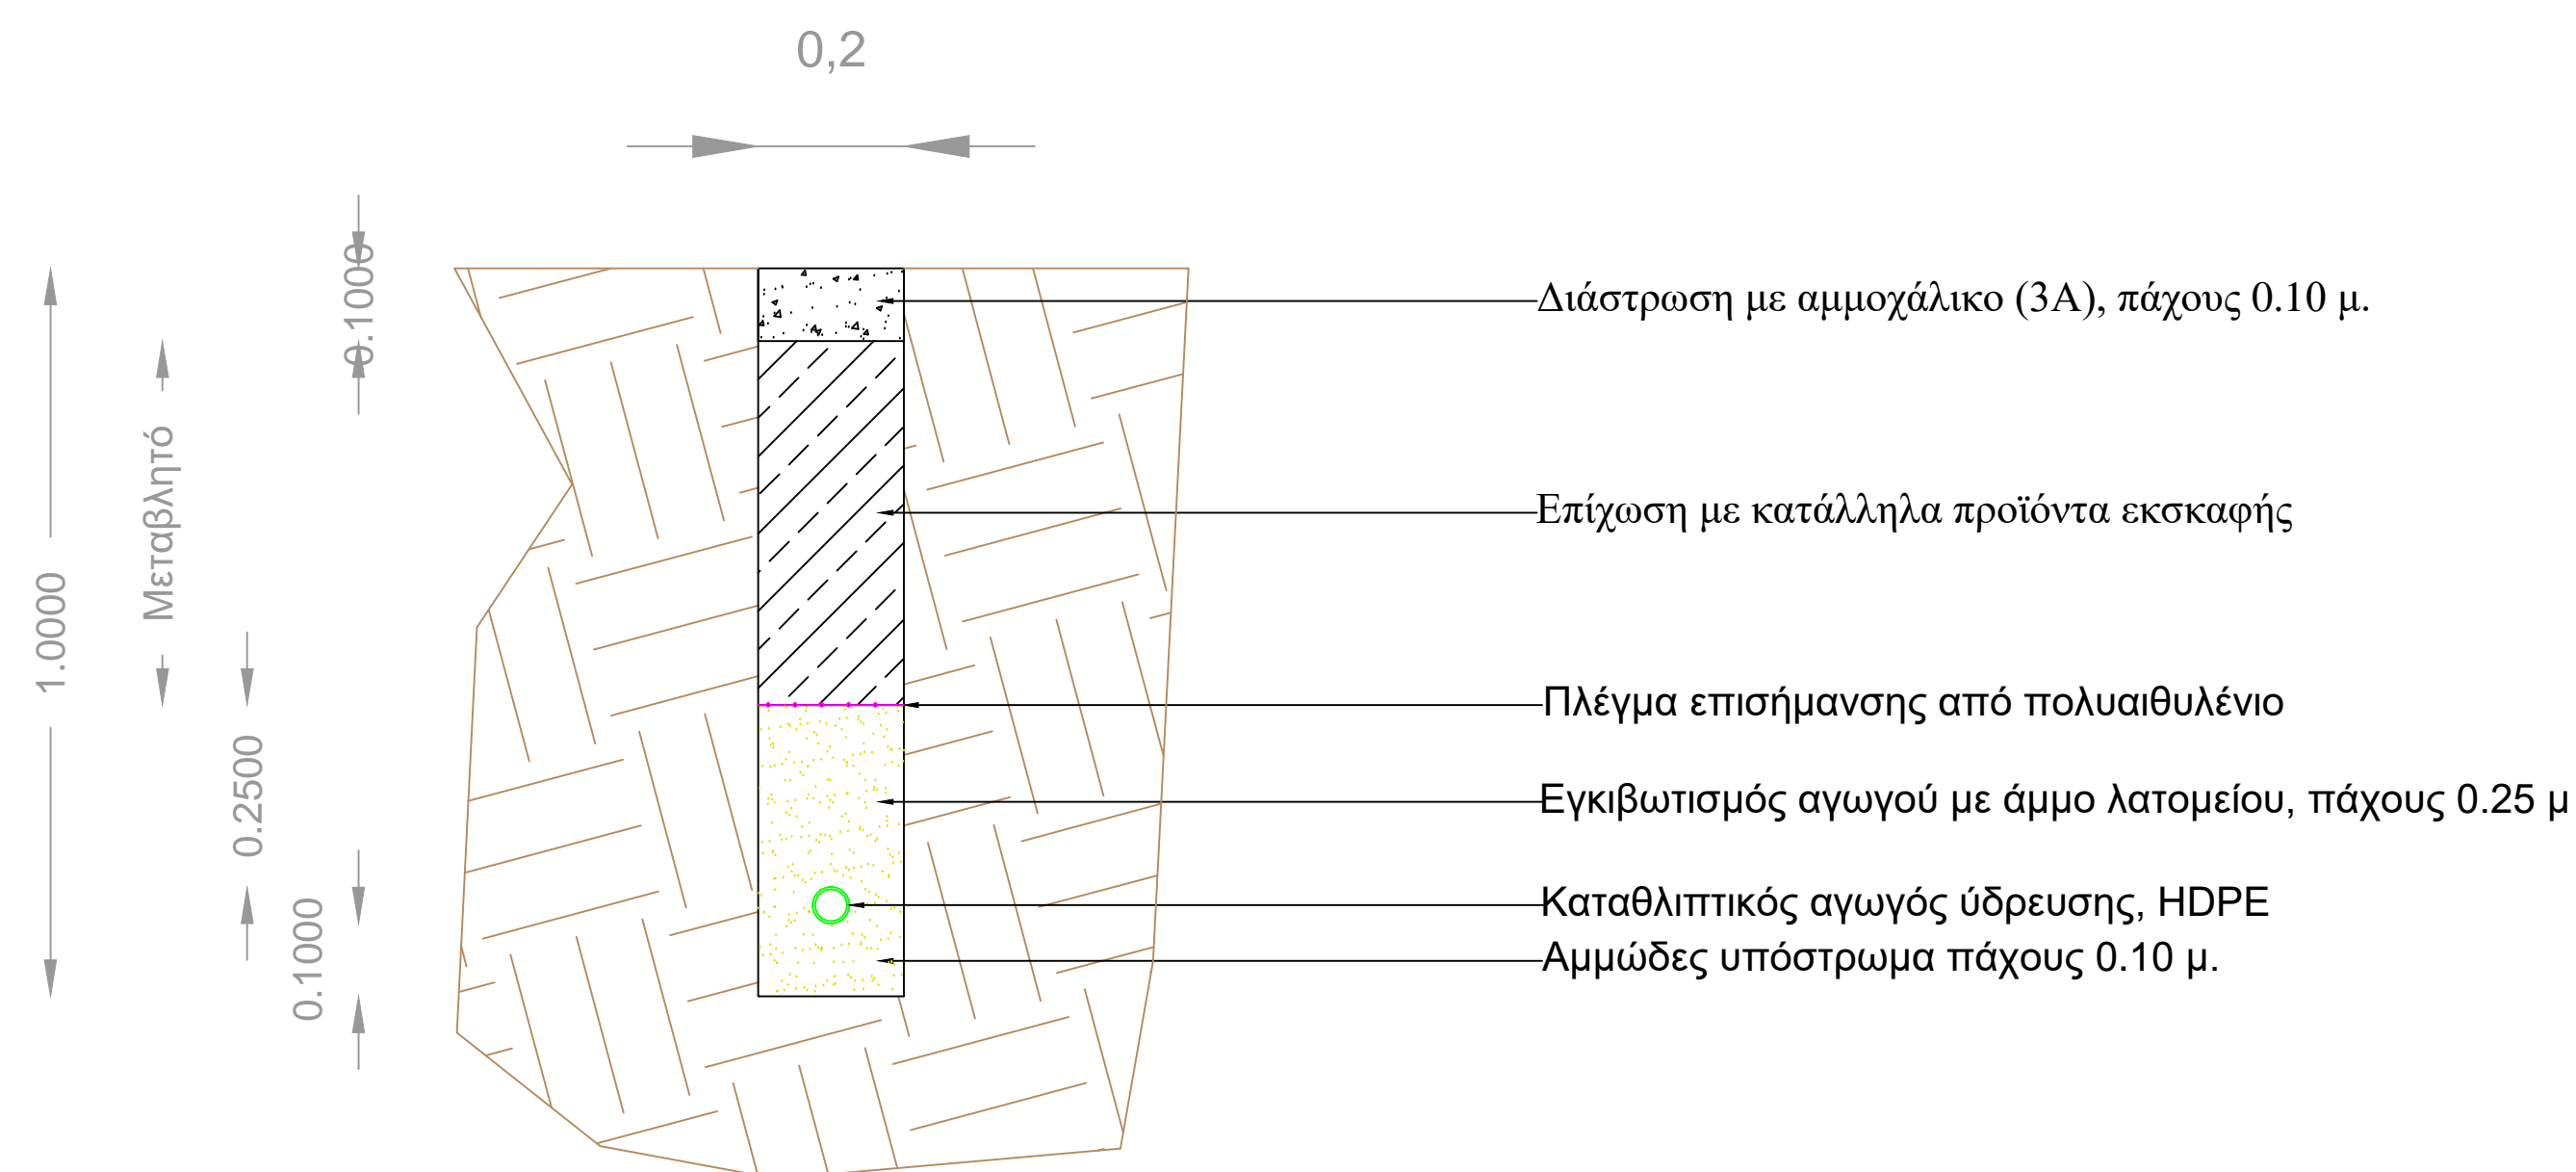 0,2
0.1000
Διάστρωση με αμμοχάλικο (3Α), πάχους 0.10 μ.
Μεταβλητό
Επίχωση με κατάλληλα προϊόντα εκσκαφής
1.0000
Πλέγμα επισήμανσης από πολυαιθυλένιο
0.2500
Εγκιβωτισμός αγωγού με άμμο λατομείου, πάχους 0.25 μ
Καταθλιπτικός αγωγός ύδρευσης, HDPE
0.1000
Αμμώδες υπόστρωμα πάχους 0.10 μ.